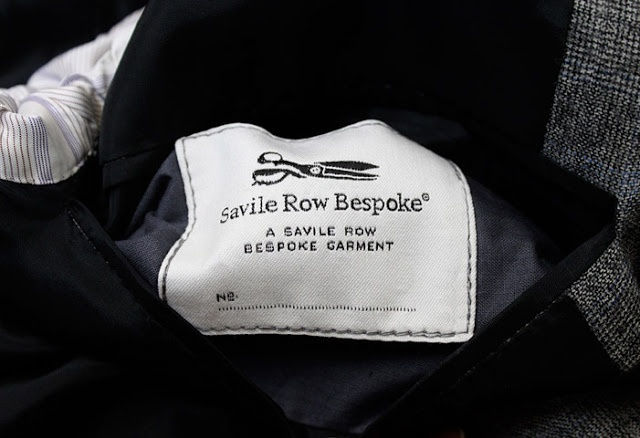 Savile Row Bespoke®
A SAVILE ROW
BESPOKE GARMENT
No.